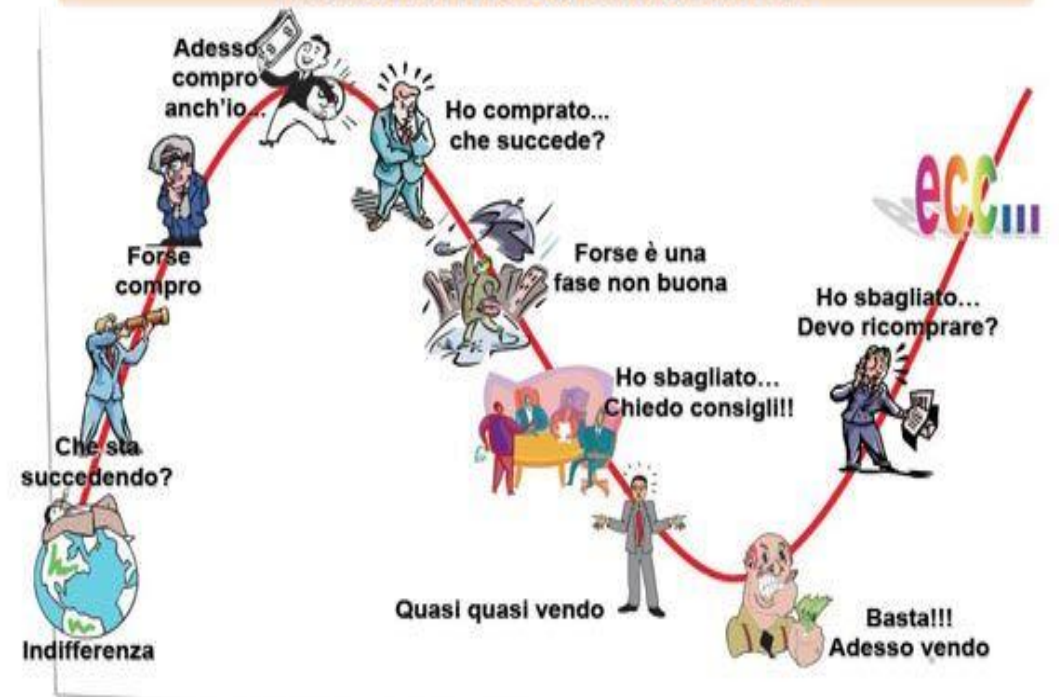 Indifferenza
Che sta
succedendo?
Forse
compro
Adesso
compro
anch'io...
Ho comprato...
che succede?
Forse è una
fase non buona
Ho sbagliato...
Chiedo consigli!!
Quasi quasi vendo
Basta!!!
Adesso vendo
Ho sbagliato...
Devo ricomprare?
ecc...